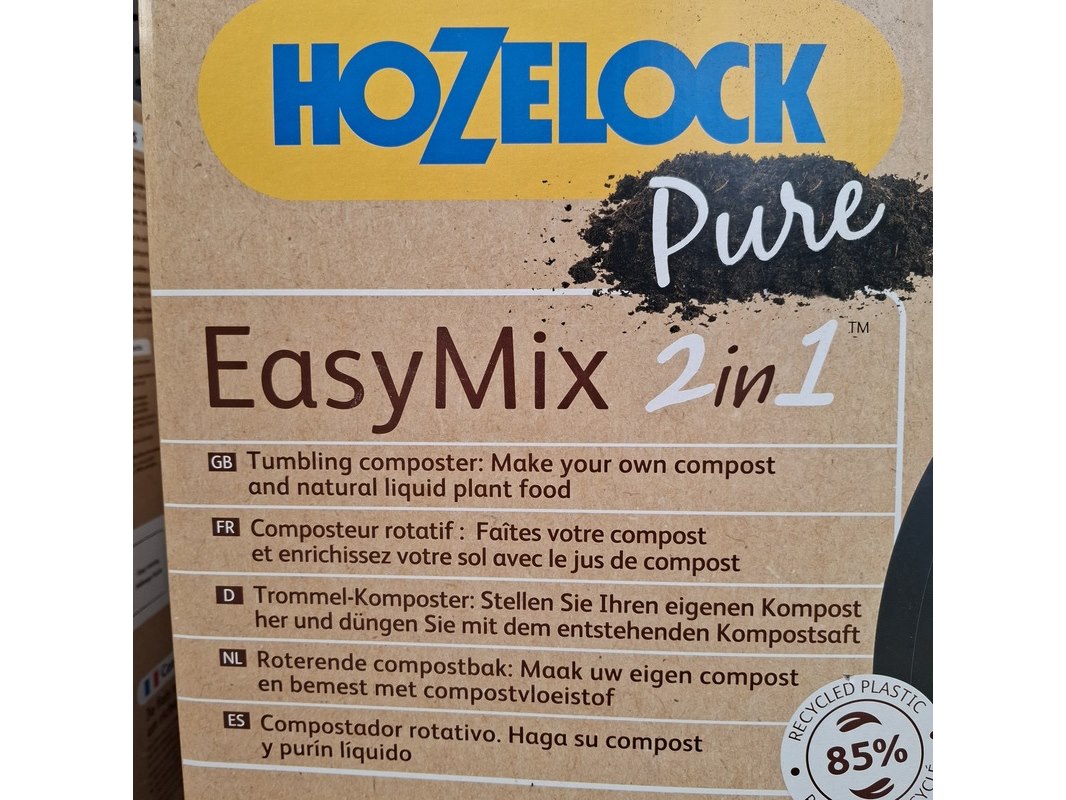 HOZELOCK
Pure
EasyMix 2in1™
GB Tumbling composter: Make your own compost
and natural liquid plant food
FR Composteur rotatif : Faîtes votre compost
et enrichissez votre sol avec le jus de compost
D Trommel-Komposter: Stellen Sie Ihren eigenen Kompost
her und düngen Sie mit dem entstehenden Kompostsaft
NL Roterende compostbak: Maak uw eigen compost
en bemest met compostvloeistof
ES Compostador rotativo. Haga su compost
y purín líquido
RECYCLED PLASTIC
85%